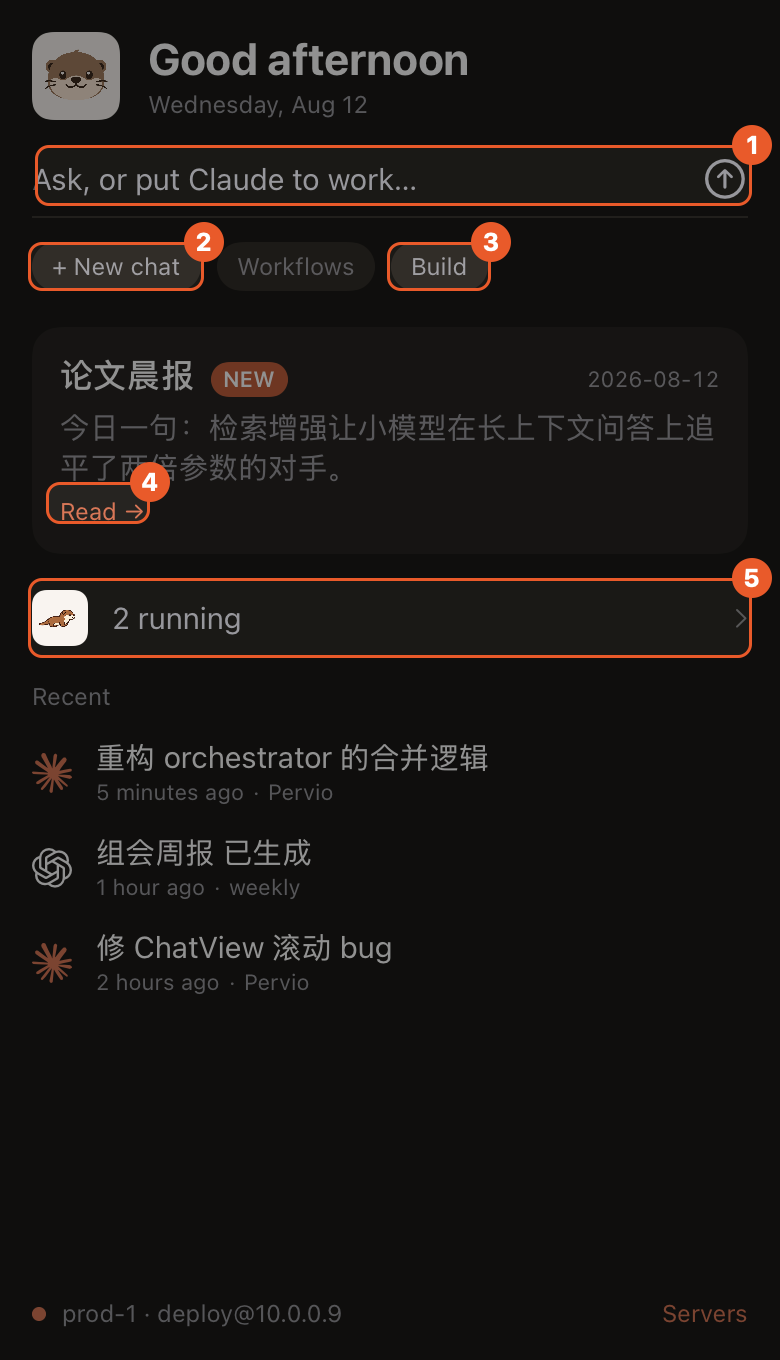 Good afternoon
Wednesday, Aug 12
1
Ask, or put Claude to work...
2
3
+ New chat
Workflows
Build
论文晨报 NEW 2026-08-12
今日一句：检索增强让小模型在长上下文问答上追
平了两倍参数的对手。
4
Read →
5
2 running
Recent
重构 orchestrator 的合并逻辑
5 minutes ago · Pervio
组会周报 已生成
1 hour ago · weekly
修 ChatView 滚动 bug
2 hours ago · Pervio
prod-1 · deploy@10.0.0.9
Servers